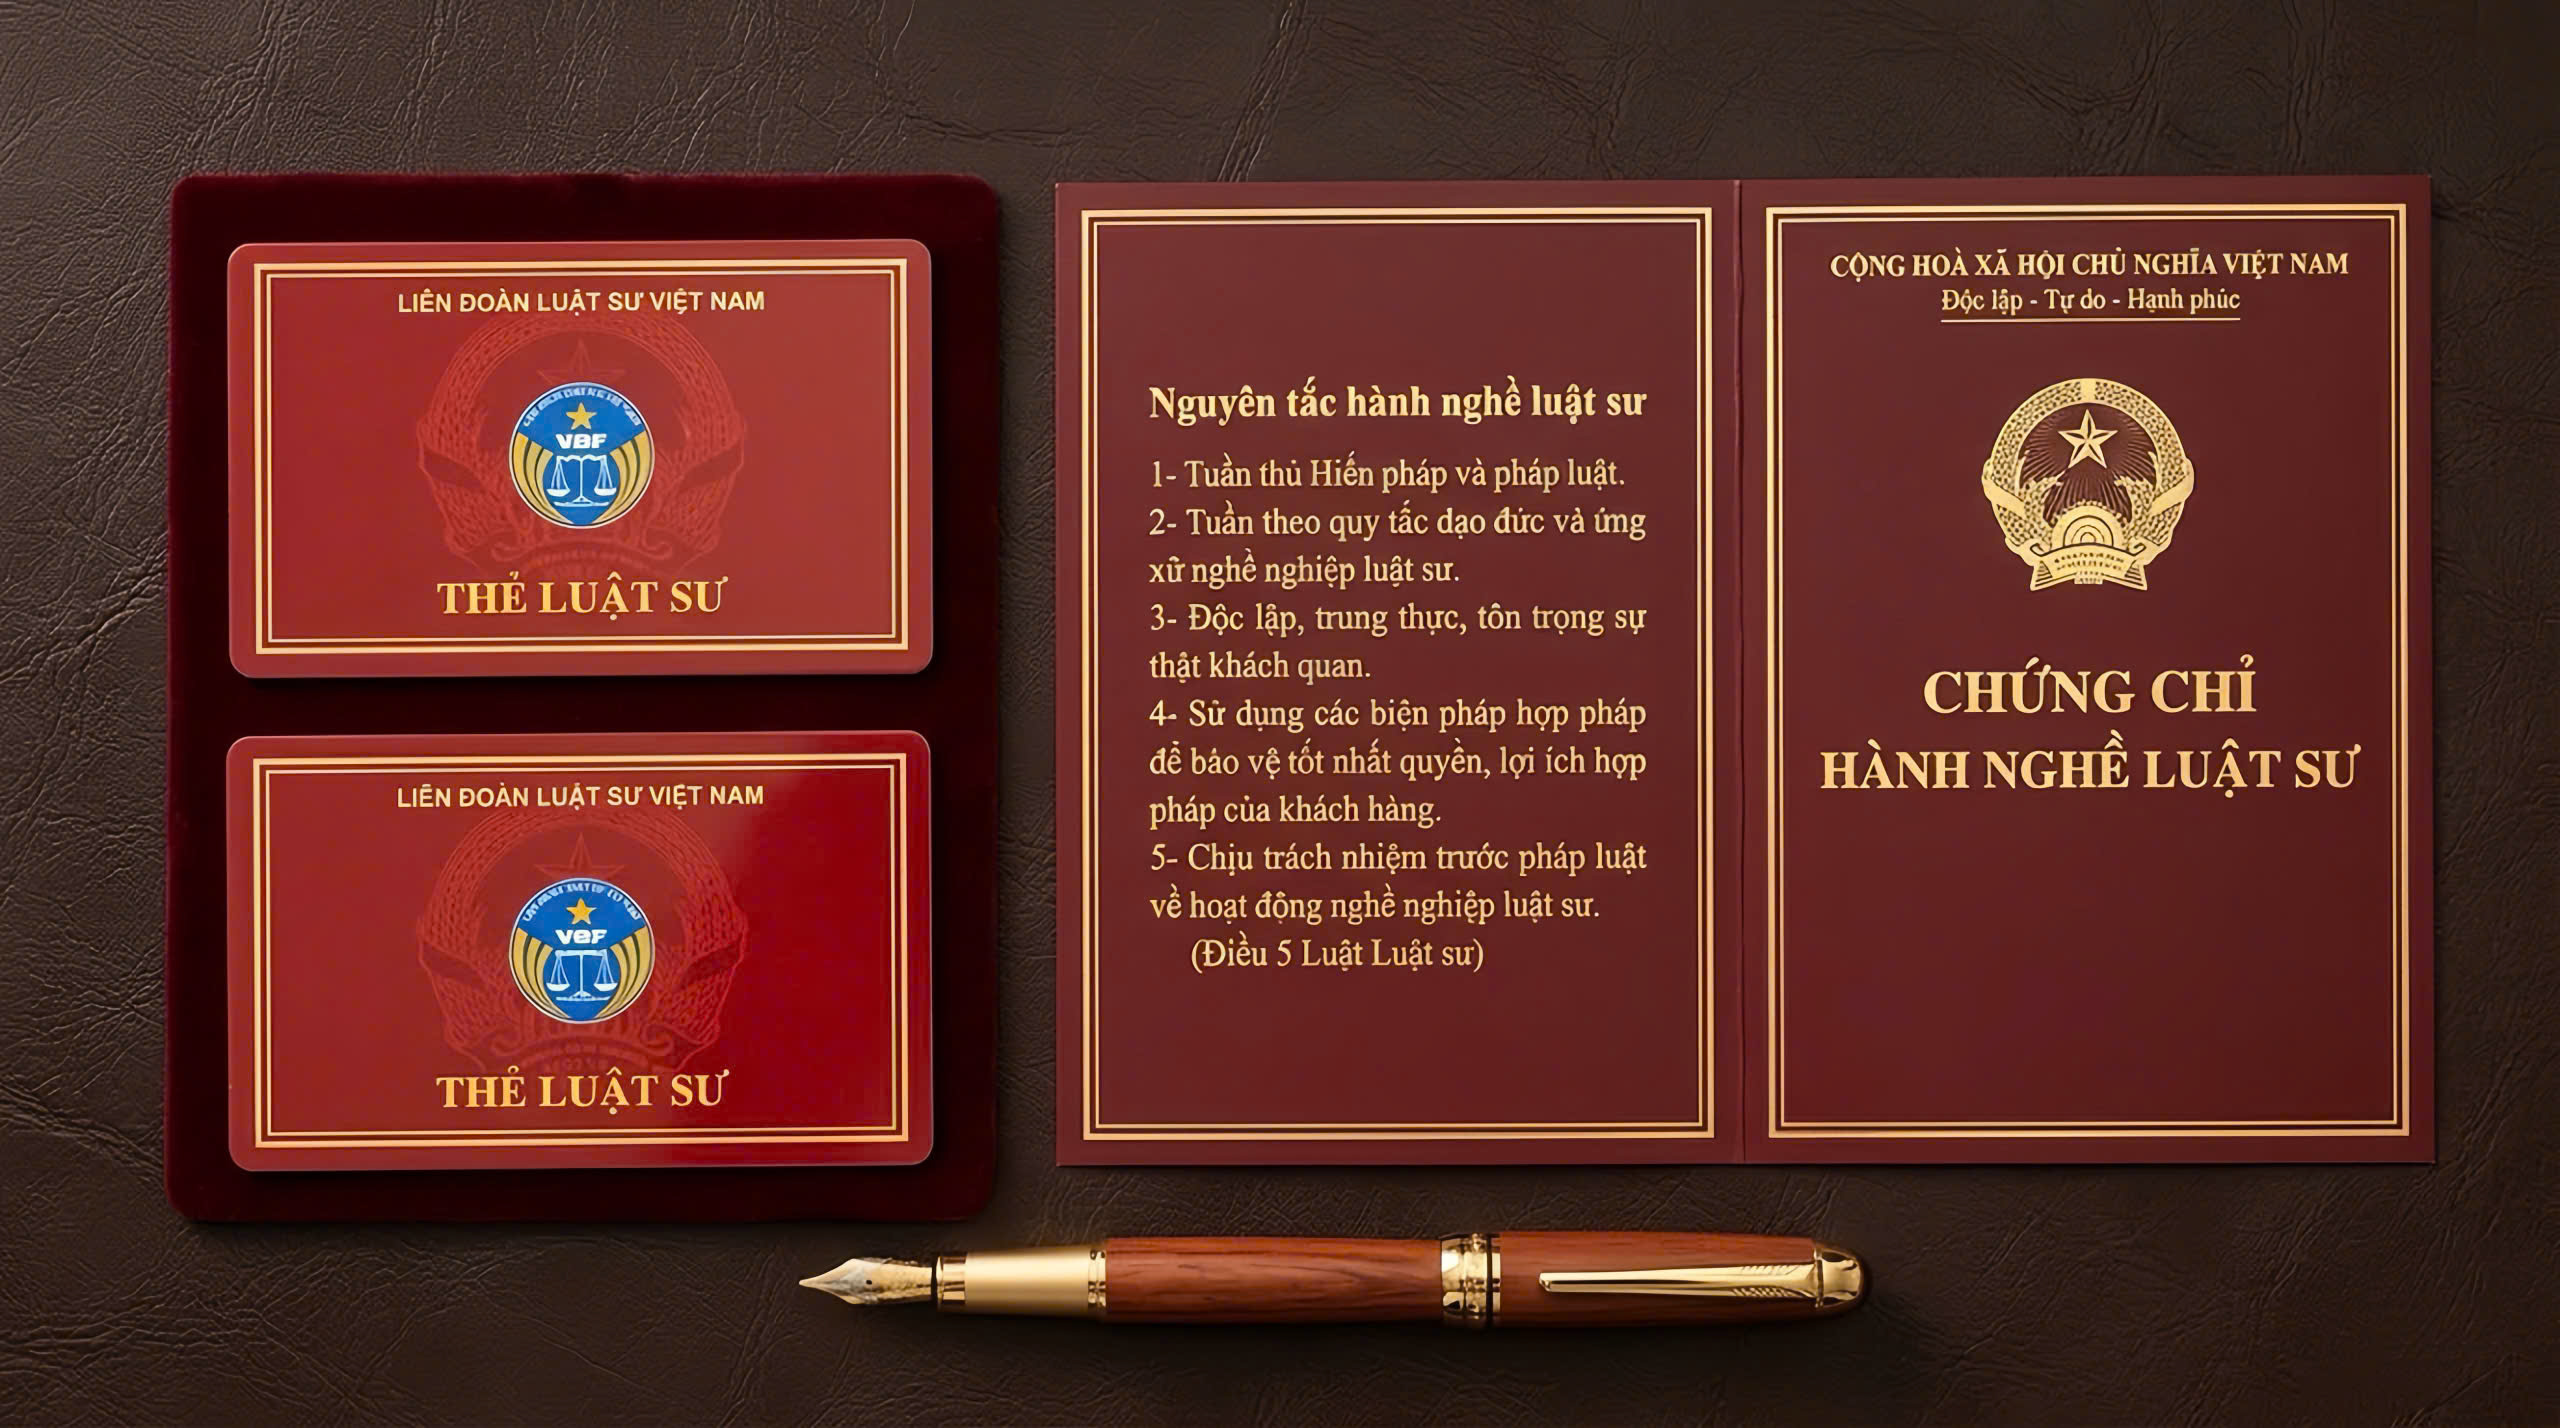 LIÊN ĐOÀN LUẬT SƯ VIỆT NAM
VBF
THẺ LUẬT SƯ
LIÊN ĐOÀN LUẬT SƯ VIỆT NAM
VBF
THẺ LUẬT SƯ
Nguyên tắc hành nghề luật sư
1- Tuần thủ Hiến pháp và pháp luật.
2- Tuần theo quy tắc dạo đức và ứng
xữ nghề nghiệp luật sư.
3- Độc lập, trung thực, tôn trọng sự
thật khách quan.
4- Sử dụng các biện pháp hợp pháp
để bảo vệ tốt nhất quyền, lợi ích hợp
pháp của khách hàng.
5- Chịu trách nhiệm trước pháp luật
về hoạt động nghề nghiệp luật sư.
(Điều 5 Luật Luật sư)
CỘNG HOÀ XÃ HỘI CHỦ NGHĨA VIỆT NAM
Độc lập - Tự do - Hạnh phúc
CHỨNG CHỈ
HÀNH NGHỀ LUẬT SƯ